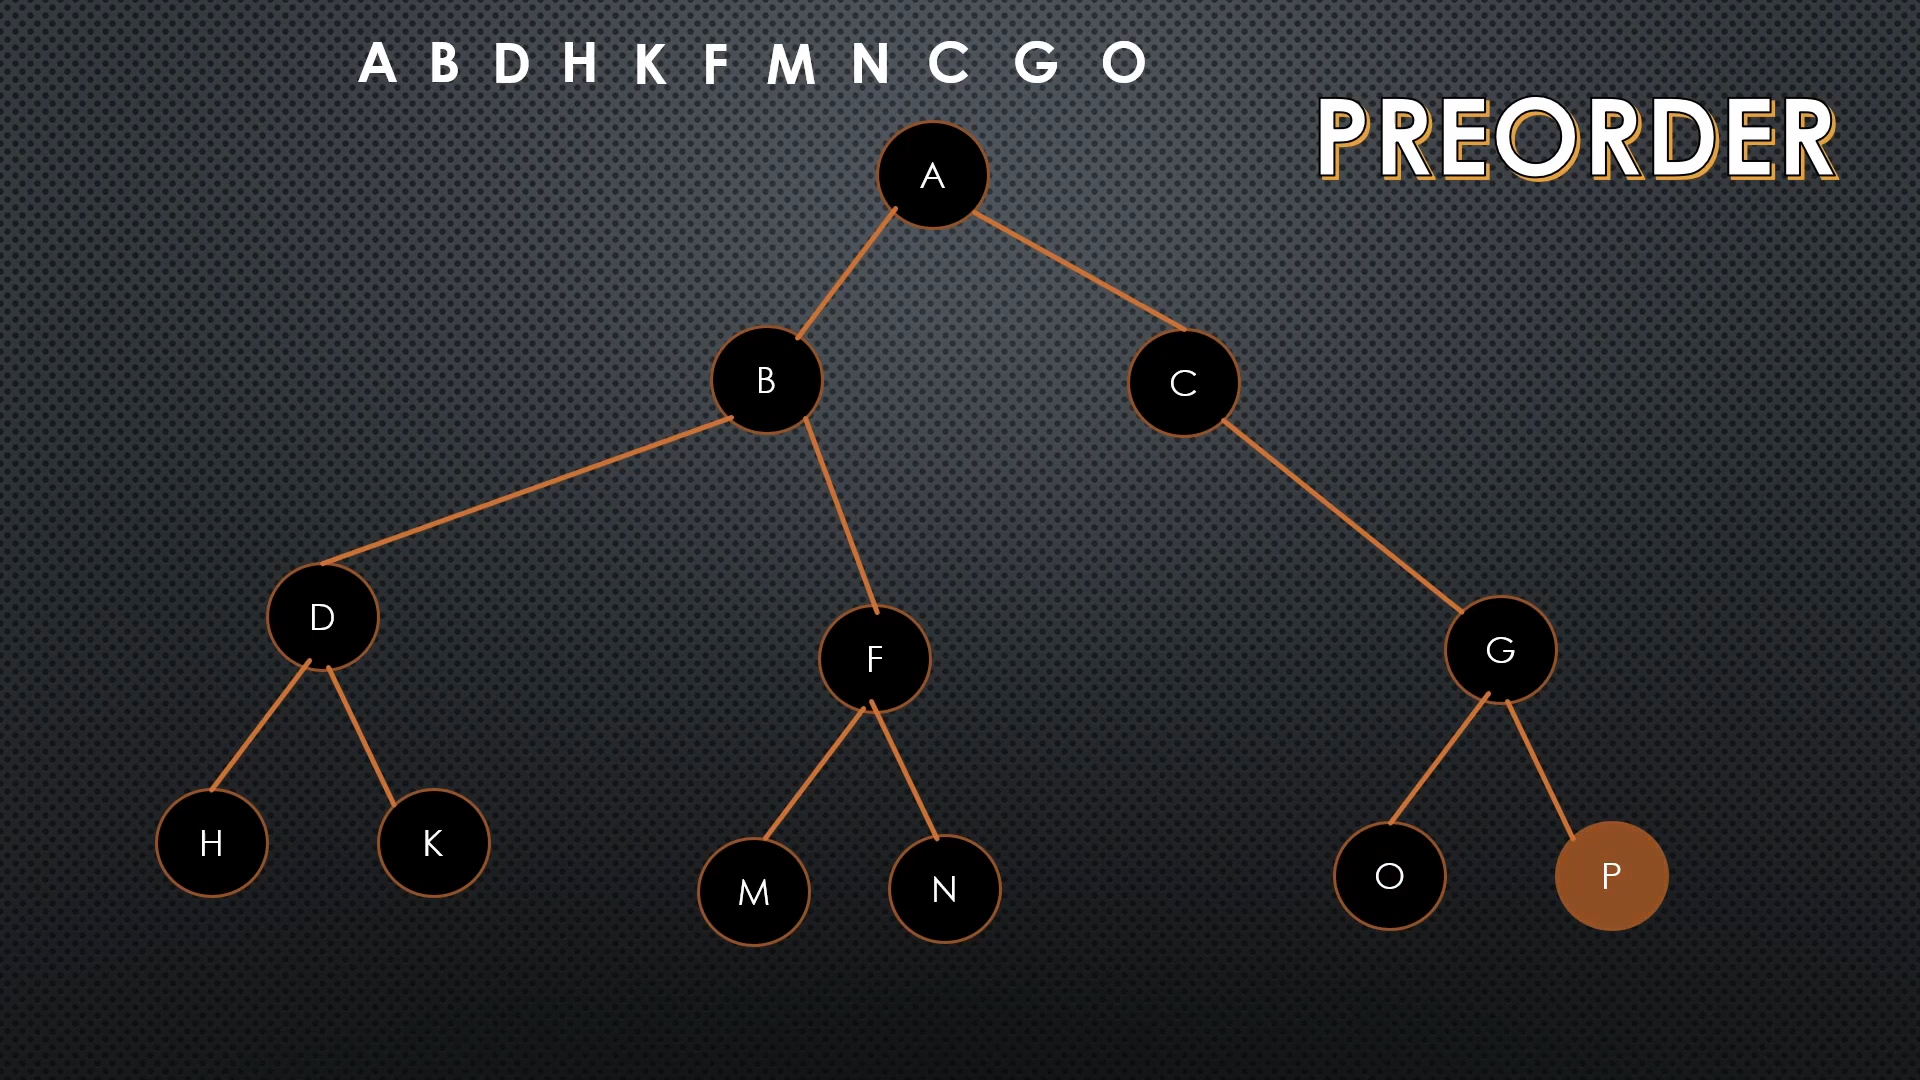 A B D H K F M N C G O
PREORDER
A
B C
D F G
H K M N O P